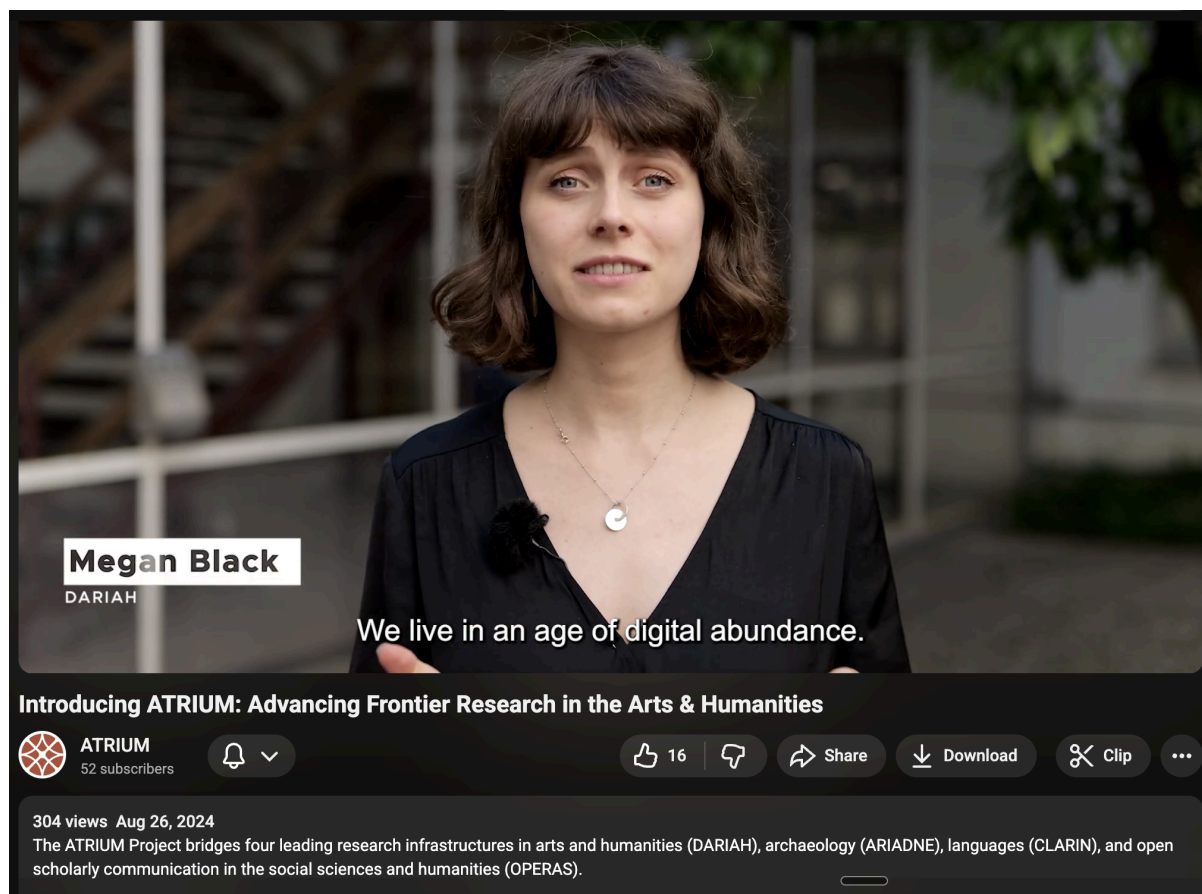 Megan Black
DARIAH
We live in an age of digital abundance.
Introducing ATRIUM: Advancing Frontier Research in the Arts & Humanities
ATRIUM
52 subscribers
16
Share
Download
Clip
304 views Aug 26, 2024
The ATRIUM Project bridges four leading research infrastructures in arts and humanities (DARIAH), archaeology (ARIADNE), languages (CLARIN), and open
scholarly communication in the social sciences and humanities (OPERAS).